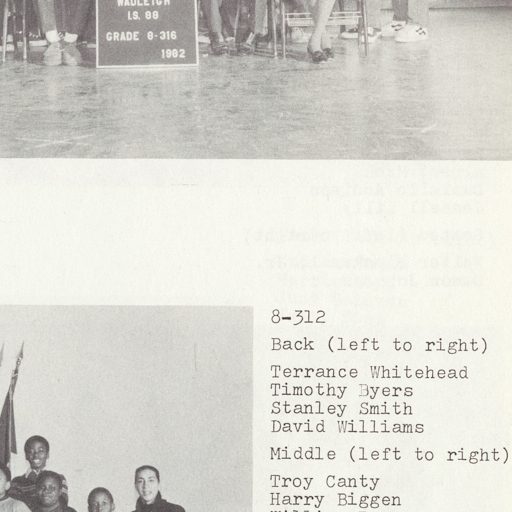 WADLEIGH
I.S. 88
GRADE 8-316
1982
8-312
Back (left to right)
Terrance Whitehead
Timothy Byers
Stanley Smith
David Williams
Middle (left to right)
Troy Canty
Harry Biggen